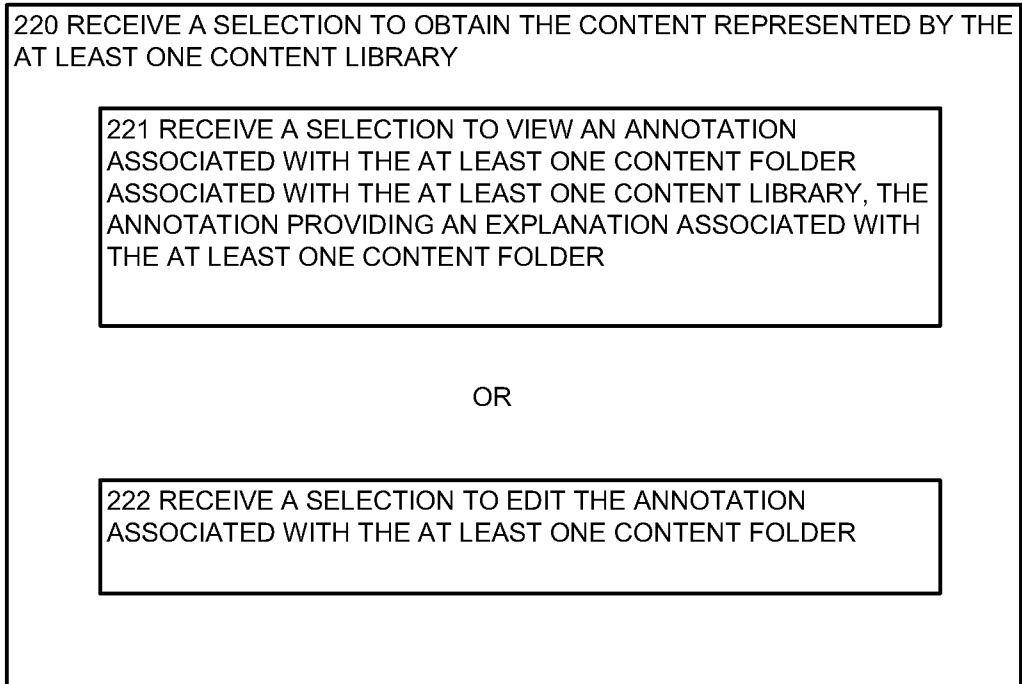 220 RECEIVE A SELECTION TO OBTAIN THE CONTENT REPRESENTED BY THE
AT LEAST ONE CONTENT LIBRARY
221 RECEIVE A SELECTION TO VIEW AN ANNOTATION
ASSOCIATED WITH THE AT LEAST ONE CONTENT FOLDER
ASSOCIATED WITH THE AT LEAST ONE CONTENT LIBRARY, THE
ANNOTATION PROVIDING AN EXPLANATION ASSOCIATED WITH
THE AT LEAST ONE CONTENT FOLDER
OR
222 RECEIVE A SELECTION TO EDIT THE ANNOTATION
ASSOCIATED WITH THE AT LEAST ONE CONTENT FOLDER